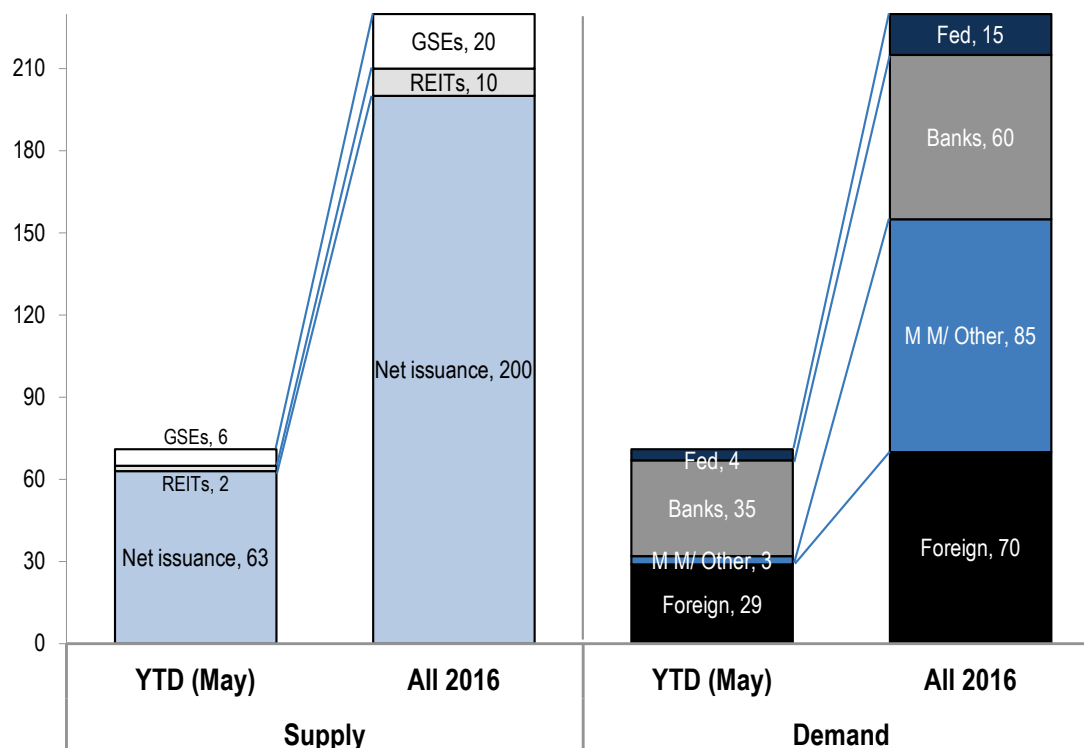 210
180
150
120
90
60
30
0
GSEs, 6
REITs, 2
Net issuance, 63
GSEs, 20
REITs, 10
Net issuance, 200
Fed, 4
Banks, 35
M M/ Other, 3
Foreign, 29
Fed, 15
Banks, 60
M M/ Other, 85
Foreign, 70
YTD (May)
All 2016
YTD (May)
All 2016
Supply
Demand